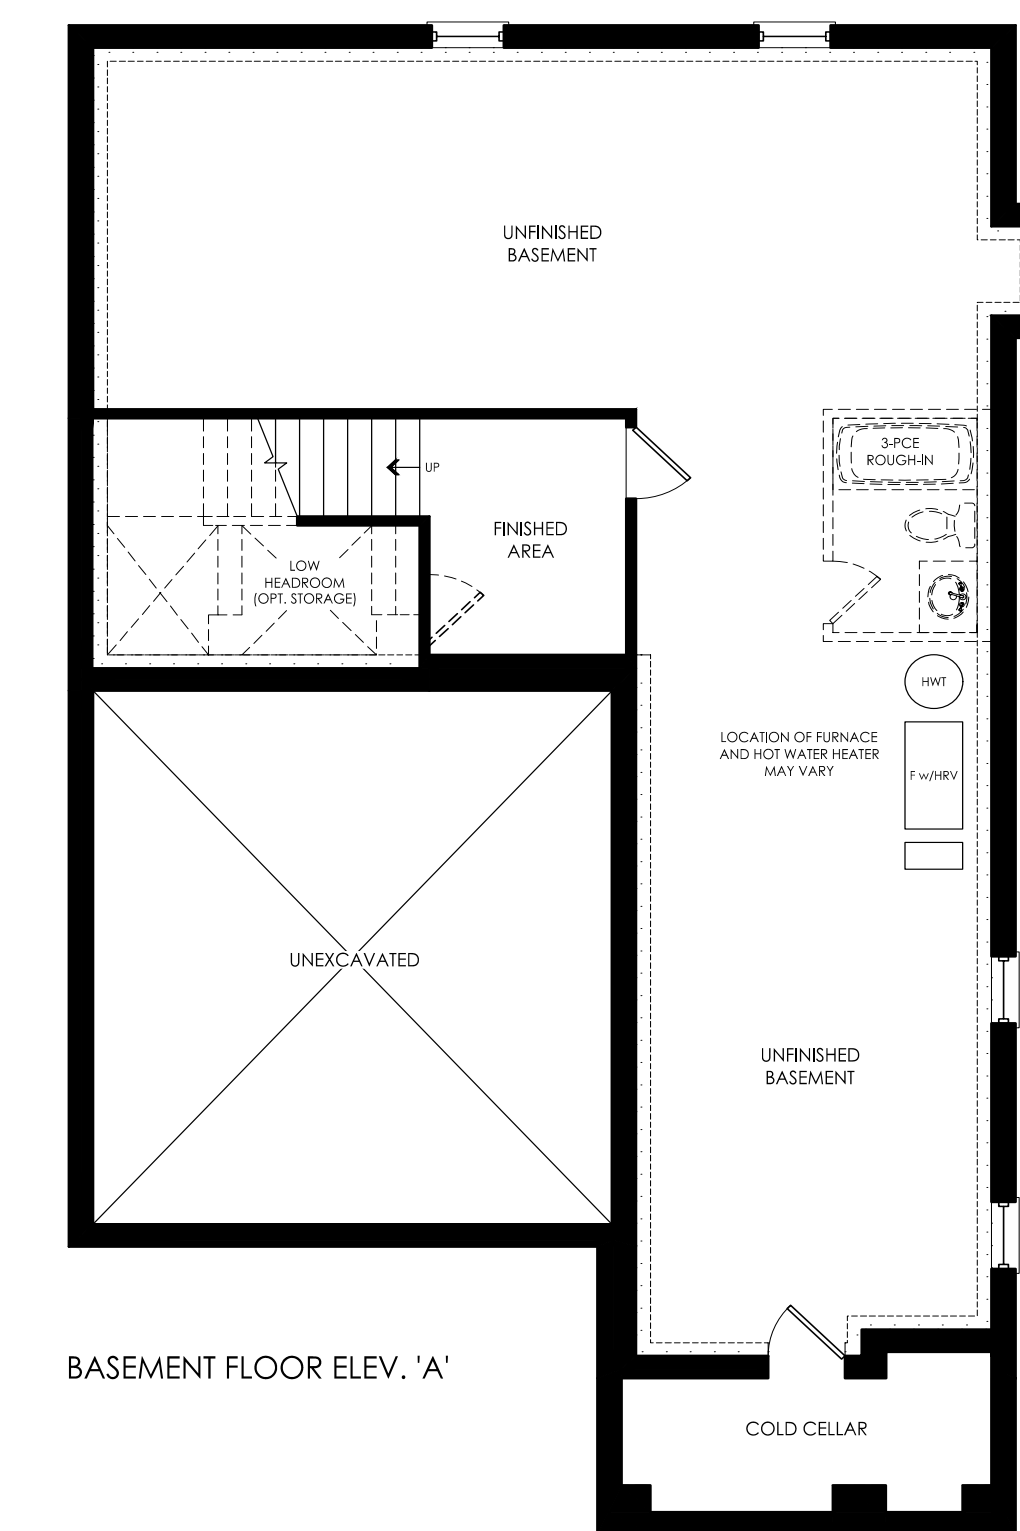 UNFINISHED
BASEMENT
3-PCE
ROUGH-IN
UP
FINISHED
AREA
LOW
HEADROOM
(OPT. STORAGE)
HWT
LOCATION OF FURNACE
AND HOT WATER HEATER
MAY VARY
F w/HRV
UNEXCAVATED
UNFINISHED
BASEMENT
BASEMENT FLOOR ELEV. 'A'
COLD CELLAR